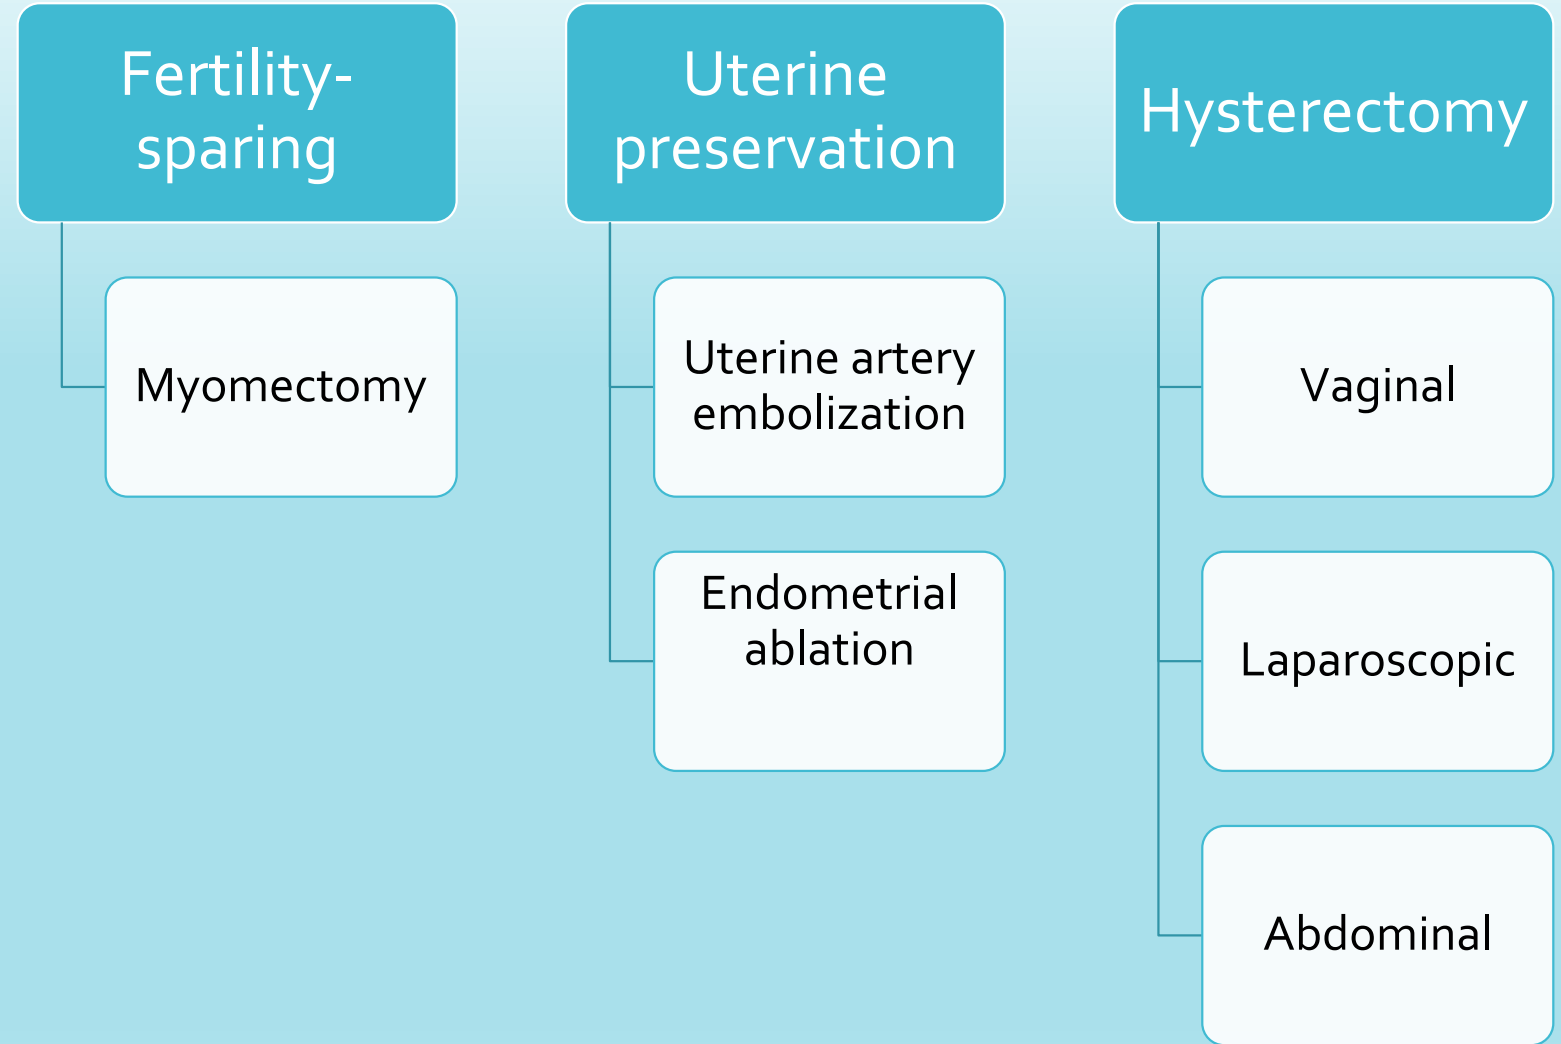 Fertility-
sparing
Myomectomy
Uterine
preservation
Uterine artery
embolization
Endometrial
ablation
Hysterectomy
Vaginal
Laparoscopic
Abdominal